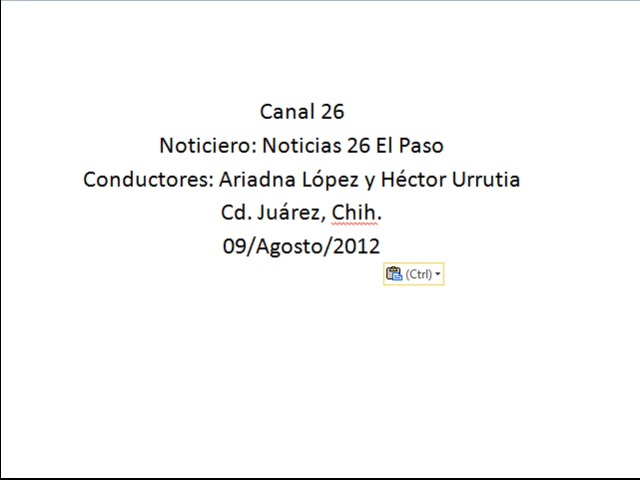 Canal 26
Noticiero: Noticias 26 El Paso
Conductores: Ariadna López y Héctor Urrutia
Cd. Juárez, Chih.
09/Agosto/2012
(Ctrl)